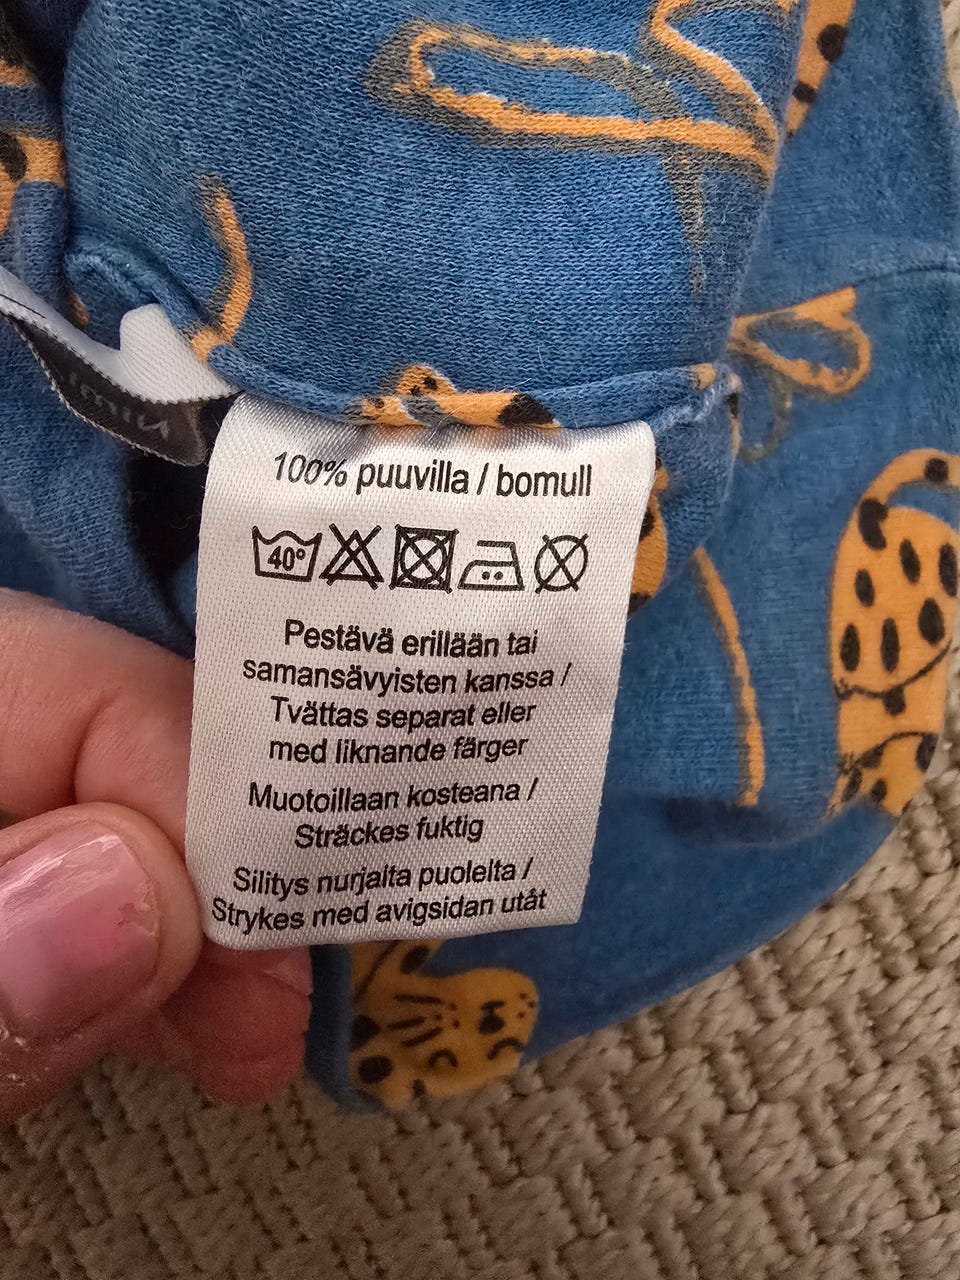 100% puuvilla / bomull
40°
Pestävä erillään tai
samansävyisten kanssa /
Tvättas separat eller
med liknande färger
Muotoillaan kosteana /
Sträckes fuktig
Silitys nurjalta puolelta /
Strykes med avigsidan utåt